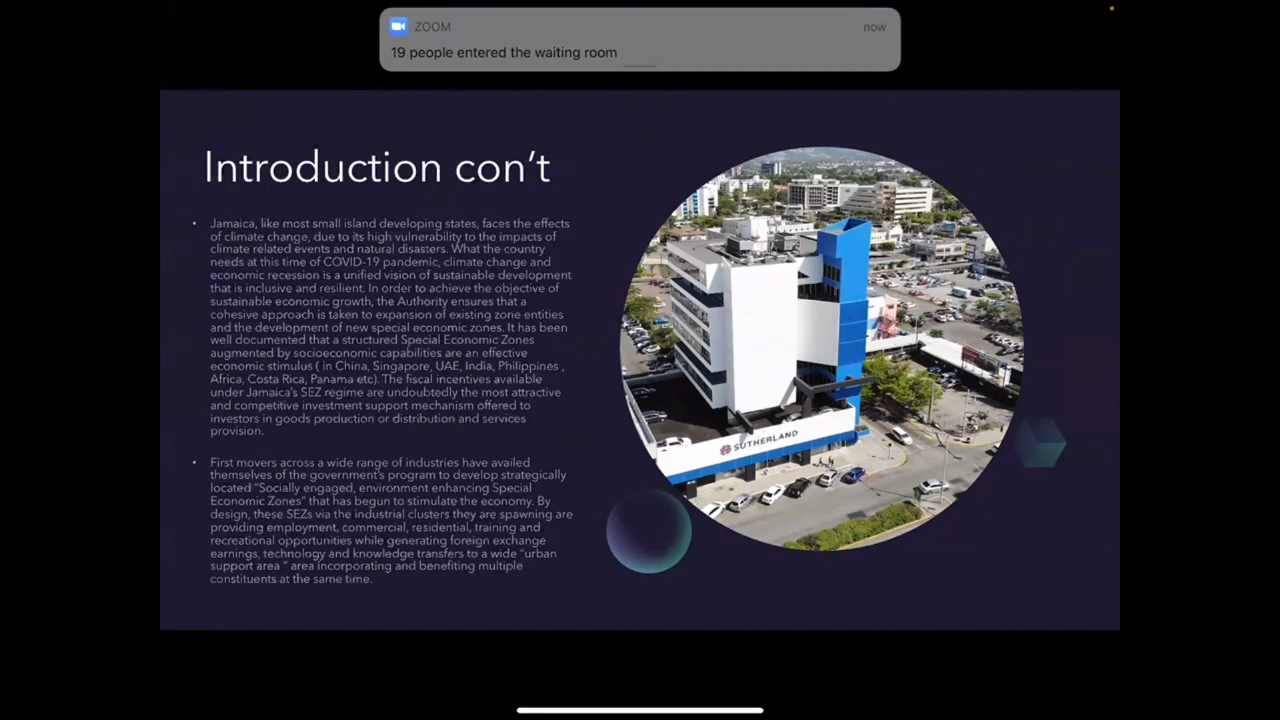 ZOOM
now
19 people entered the waiting room
Introduction con't
• Jamaica, like most small island developing states, faces the effects
of climate change, due to its high vulnerability to the impacts of
climate related events and natural disasters. What the country
needs at this time of COVID-19 pandemic, climate change and
economic recession is a unified vision of sustainable development
that is inclusive and resilient. In order to achieve the objective of
sustainable economic growth, the Authority ensures that a
cohesive approach is taken to expansion of existing zone entities
and the development of new special economic zones. It has been
well documented that a structured Special Economic Zones
augmented by socioeconomic capabilities are an effective
economic stimulus ( in China, Singapore, UAE, India, Philippines ,
Africa, Costa Rica, Panama etc). The fiscal incentives available
under Jamaica's SEZ regime are undoubtedly the most attractive
and competitive investment support mechanism offered to
investors in goods production or distribution and services
provision.
• First movers across a wide range of industries have availed
themselves of the government's program to develop strategically
located "Socially engaged, environment enhancing Special
Economic Zones" that has begun to stimulate the economy. By
design, these SEZs via the industrial clusters they are spawning are
providing employment, commercial, residential, training and
recreational opportunities while generating foreign exchange
earnings, technology and knowledge transfers to a wide "urban
support area " area incorporating and benefiting multiple
constituents at the same time.
SUTHERLAND